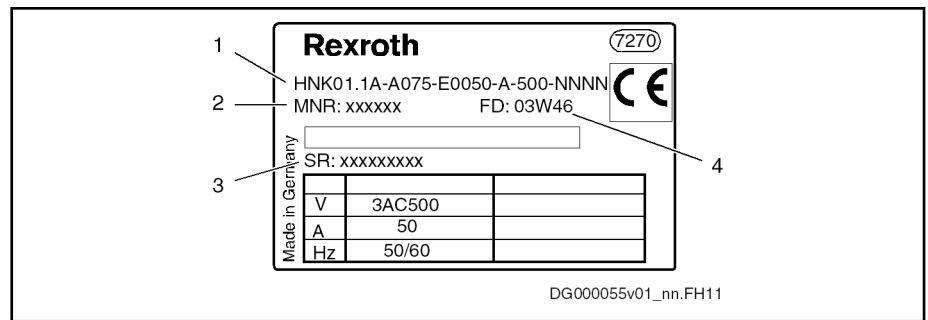 Rexroth 7270
1 HNK01.1A-A075-E0050-A-500-NNNN CE
2 MNR: xxxxxx FD: 03W46
Made in Germany
3 SR: xxxxxxxxx 4
V 3AC500
A 50
Hz 50/60
DG000055v01_nn.FH11